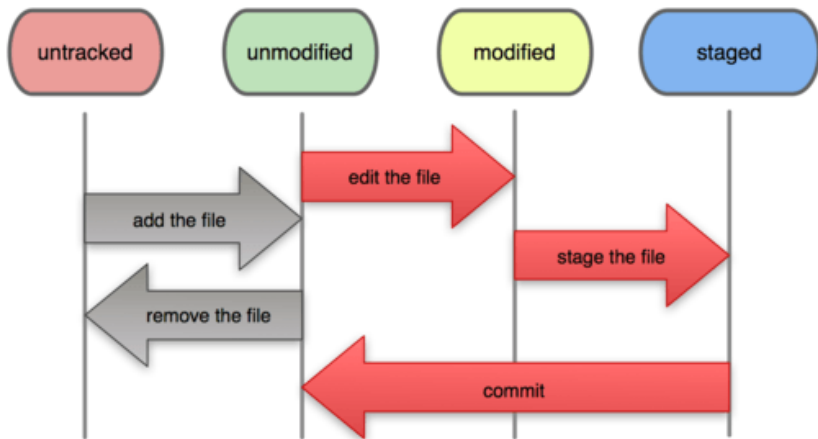 untracked
unmodified
modified
staged
edit the file
add the file
stage the file
remove the file
commit